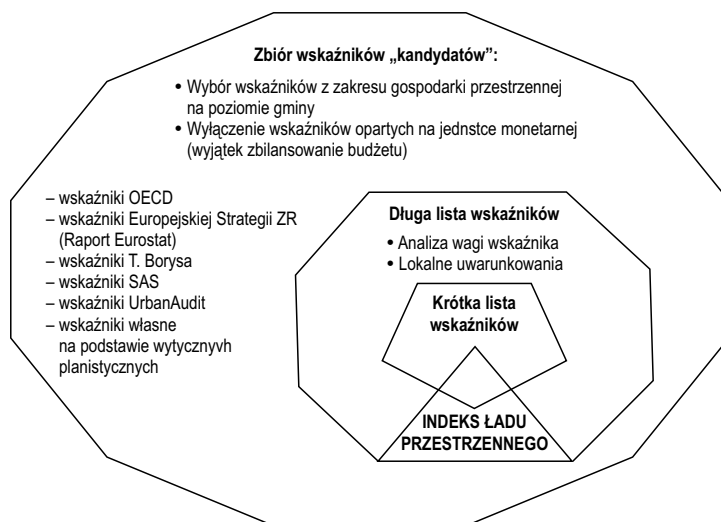 Zbiór wskaźników „kandydatów”:
• Wybór wskaźników z zakresu gospodarki przestrzennej
na poziomie gminy
• Wyłączenie wskaźników opartych na jednstce monetarnej
(wyjątek zbilansowanie budżetu)
– wskaźniki OECD
– wskaźniki Europejskiej Strategii ZR
(Raport Eurostat)
– wskaźniki T. Borysa
– wskaźniki SAS
– wskaźniki UrbanAudit
– wskaźniki własne
na podstawie wytycznyvh
planistycznych
Długa lista wskaźników
• Analiza wagi wskaźnika
• Lokalne uwarunkowania
Krótka lista
wskaźników
INDEKS ŁADU
PRZESTRZENNEGO